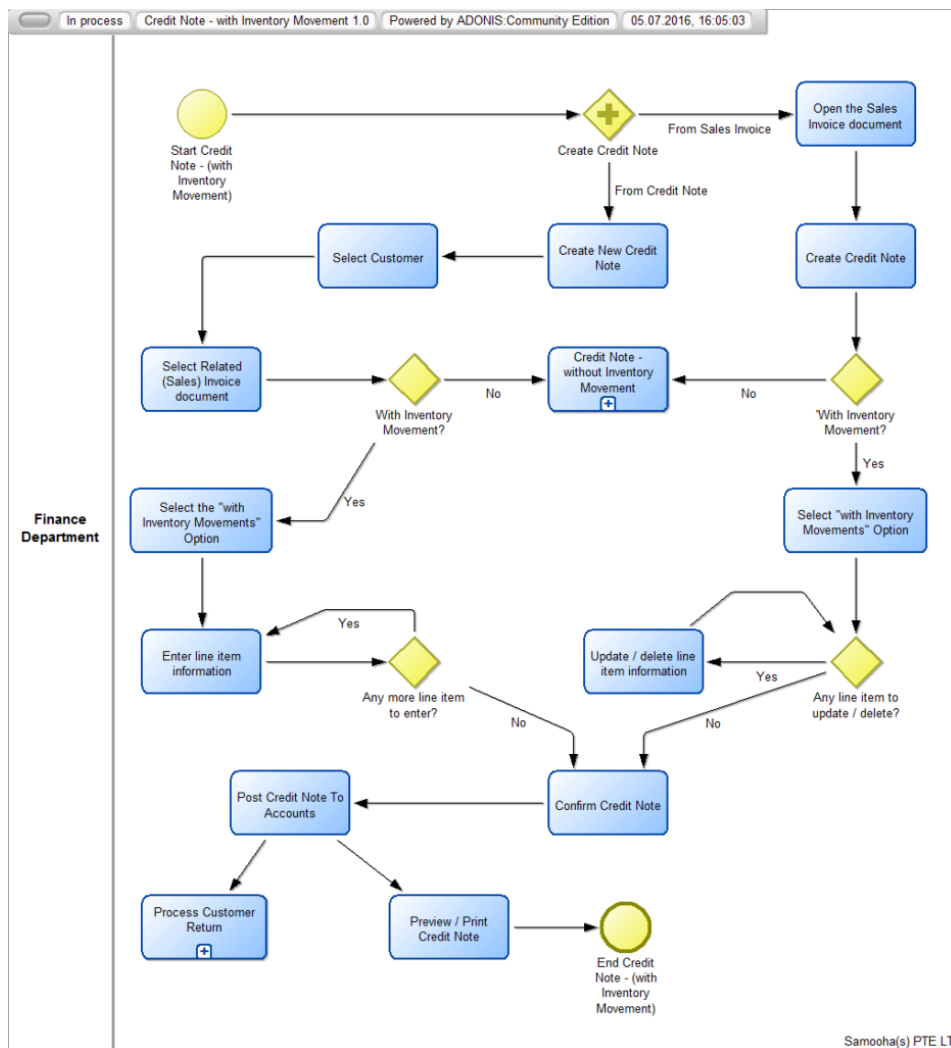 In process
Credit Note - with Inventory Movement 1.0
Powered by ADONIS:Community Edition
05.07.2016, 16:05:03
Finance
Department
Start Credit
Note - (with
Inventory
Movement)
Create Credit Note
From Sales Invoice
Open the Sales
Invoice document
From Credit Note
Select Customer
Create New Credit
Note
Create Credit Note
Select Related
(Sales) Invoice
document
With Inventory
Movement?
No
Credit Note -
without Inventory
Movement
No
'With Inventory
Movement?
Yes
Yes
Select the "with
Inventory Movements"
Option
Select "with Inventory
Movements" Option
Enter line item
information
Yes
Any more line item
to enter?
No
Update / delete line
item information
Yes
Any line item to
update / delete?
No
Post Credit Note To
Accounts
Confirm Credit Note
Process Customer
Return
Preview / Print
Credit Note
End Credit
Note - (with
Inventory
Movement)
Samooha(s) PTE LT